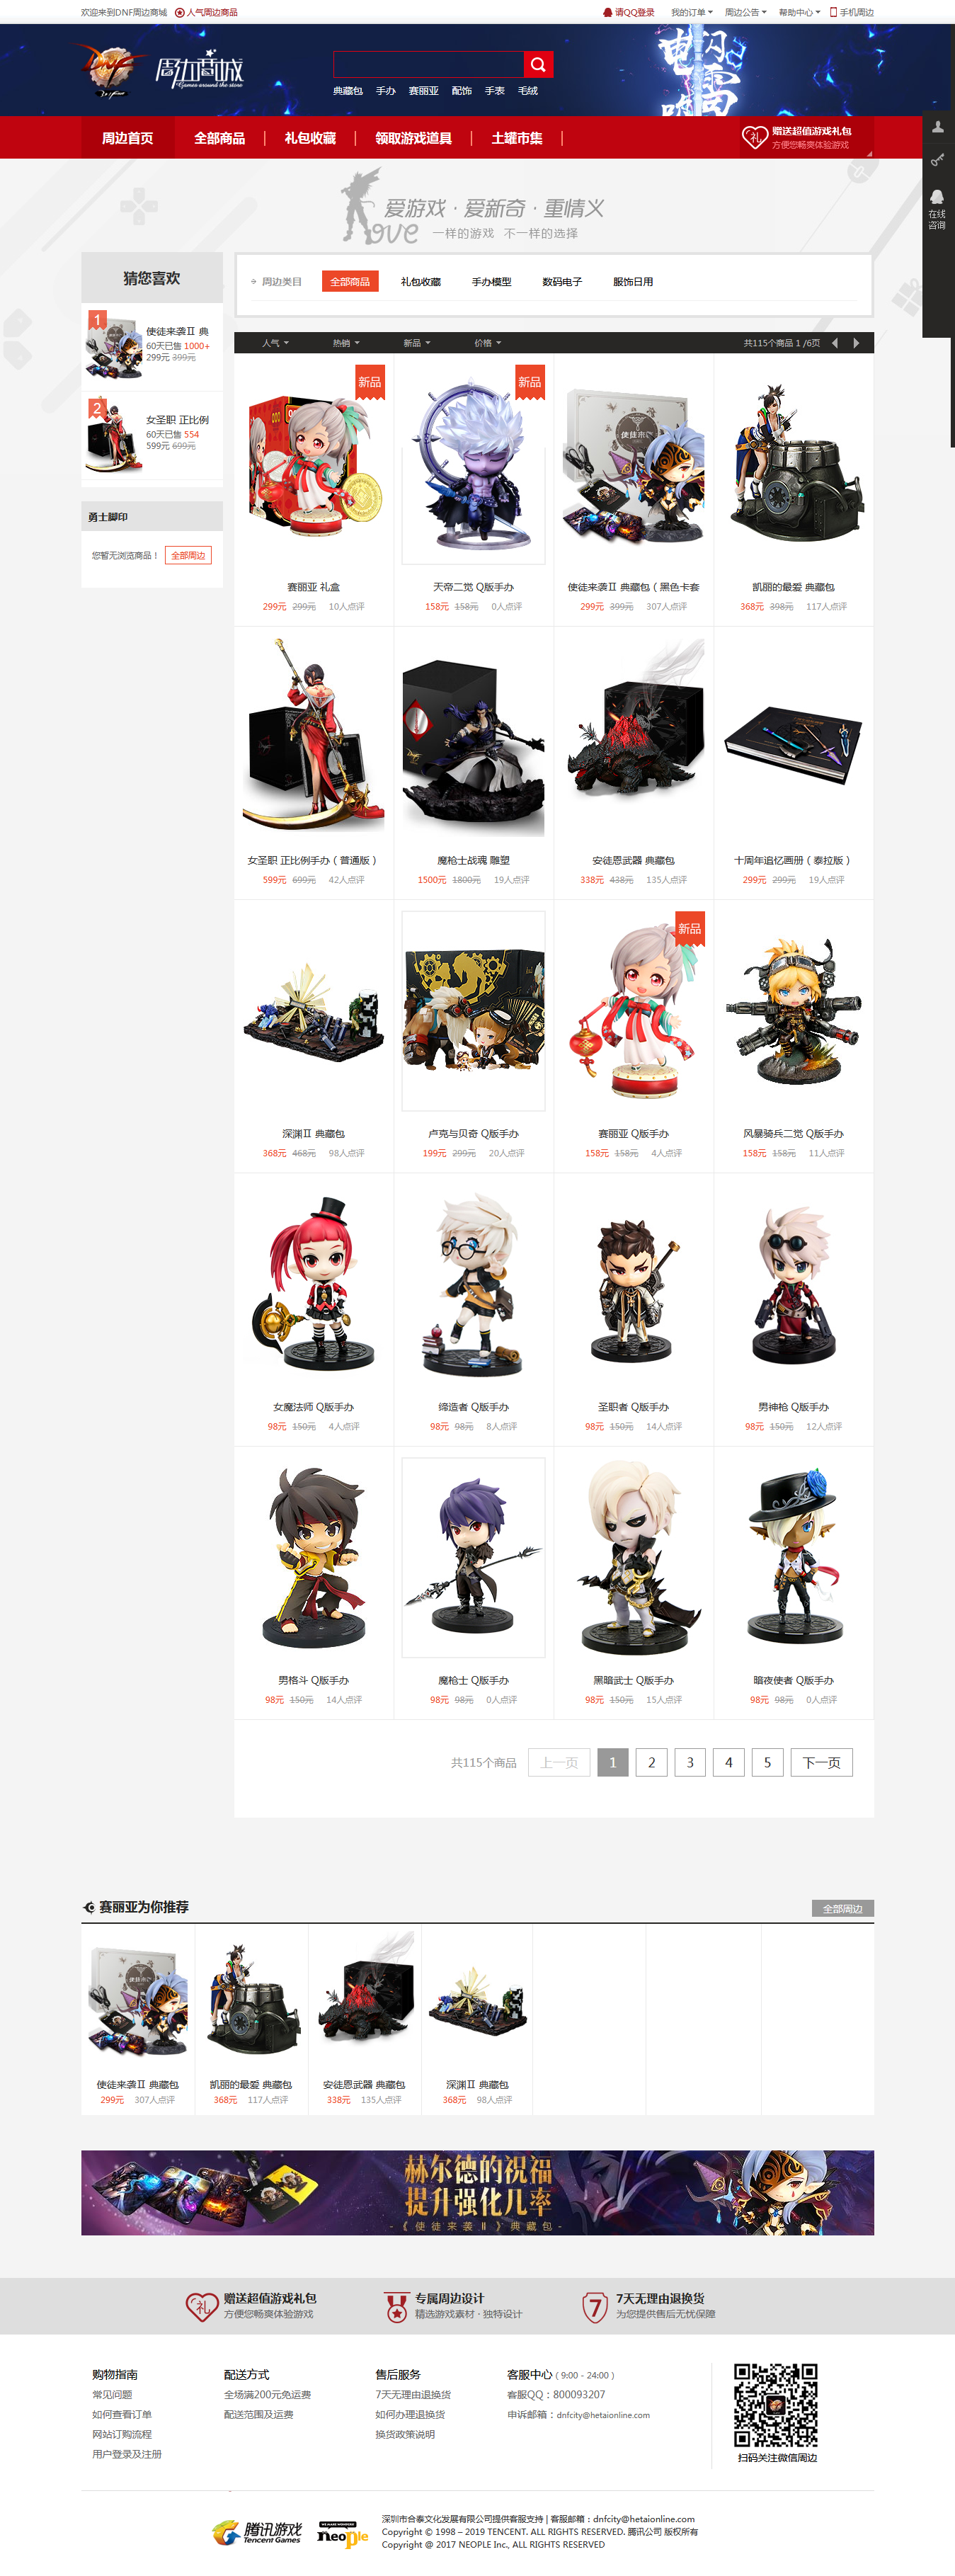 欢迎来到DNF周边商城 人气周边商品 请QQ登录 我的订单 周边公告 帮助中心 手机周边
DNF 周边商城
Games around the store
典藏包 手办 赛丽亚 配饰 手表 毛绒
周边首页 全部商品 礼包收藏 领取游戏道具 土罐市集
礼 赠送超值游戏礼包
方便您畅爽体验游戏
在线
咨询
爱游戏·爱新奇·重情义
Love 一样的游戏 不一样的选择
猜您喜欢
1
使徒来袭Ⅱ 典
60天已售 1000+
299元 399元
2
女圣职 正比例
60天已售 554
599元 699元
勇士脚印
您暂无浏览商品！ 全部周边
周边类目 全部商品 礼包收藏 手办模型 数码电子 服饰日用
人气 热销 新品 价格 共115个商品 1 /6页
新品 新品
赛丽亚 礼盒 天帝二觉 Q版手办 使徒来袭Ⅱ 典藏包（黑色卡套 凯丽的最爱 典藏包
299元 299元 10人点评 158元 158元 0人点评 299元 399元 307人点评 368元 398元 117人点评
女圣职 正比例手办（普通版） 魔枪士战魂 雕塑 安徒恩武器 典藏包 十周年追忆画册（泰拉版）
599元 699元 42人点评 1500元 1800元 19人点评 338元 438元 135人点评 299元 299元 19人点评
新品
深渊Ⅱ 典藏包 卢克与贝奇 Q版手办 赛丽亚 Q版手办 风暴骑兵二觉 Q版手办
368元 468元 98人点评 199元 299元 20人点评 158元 158元 4人点评 158元 158元 11人点评
女魔法师 Q版手办 缔造者 Q版手办 圣职者 Q版手办 男神枪 Q版手办
98元 150元 4人点评 98元 98元 8人点评 98元 150元 14人点评 98元 150元 12人点评
男格斗 Q版手办 魔枪士 Q版手办 黑暗武士 Q版手办 暗夜使者 Q版手办
98元 150元 14人点评 98元 98元 0人点评 98元 150元 15人点评 98元 98元 0人点评
共115个商品 上一页 1 2 3 4 5 下一页
赛丽亚为你推荐 全部周边
使徒来袭Ⅱ 典藏包 凯丽的最爱 典藏包 安徒恩武器 典藏包 深渊Ⅱ 典藏包
299元 307人点评 368元 117人点评 338元 135人点评 368元 98人点评
赫尔德的祝福
提升强化几率
-《使徒来袭Ⅱ》典藏包-
礼 赠送超值游戏礼包 专属周边设计 7 7天无理由退换货
方便您畅爽体验游戏 精选游戏素材·独特设计 为您提供售后无忧保障
购物指南 配送方式 售后服务 客服中心（9:00 - 24:00）
常见问题 全场满200元免运费 7天无理由退换货 客服QQ：800093207
如何查看订单 配送范围及运费 如何办理退换货 申诉邮箱：dnfcity@hetaionline.com
网站订购流程 换货政策说明
用户登录及注册
扫码关注微信周边
腾讯游戏
Tencent Games
Neople
深圳市合泰文化发展有限公司提供客服支持 | 客服邮箱：dnfcity@hetaionline.com
Copyright © 1998 – 2019 TENCENT. ALL RIGHTS RESERVED. 腾讯公司 版权所有
Copyright @ 2017 NEOPLE Inc., ALL RIGHTS RESERVED